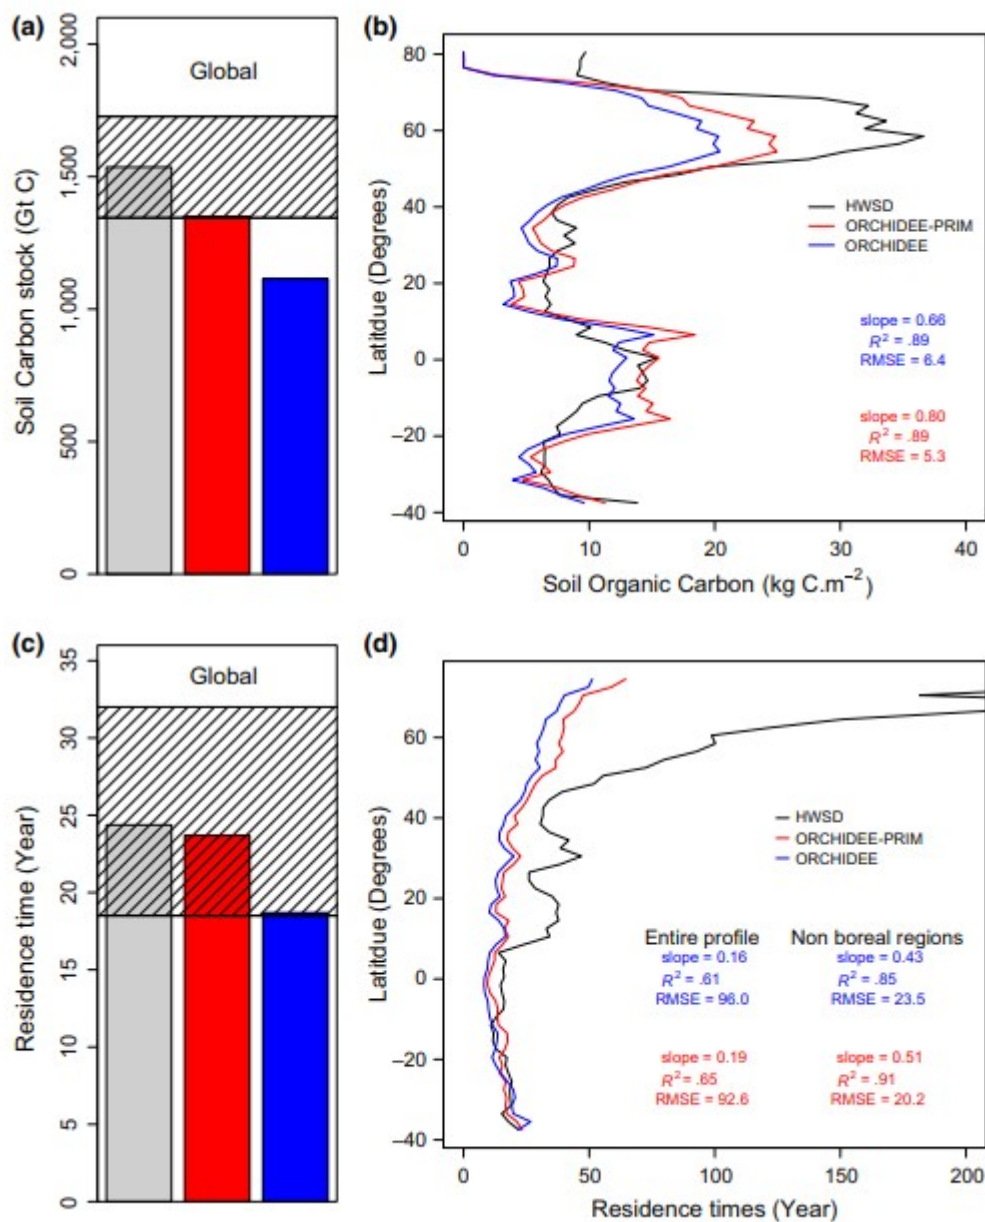 (a)
Global
Soil Carbon stock (Gt C)
2,000
1,500
1,000
500
0
(b)
80
60
40
20
0
−20
−40
Latitdue (Degrees)
HWSD
ORCHIDEE-PRIM
ORCHIDEE
slope = 0.66
R² = .89
RMSE = 6.4
slope = 0.80
R² = .89
RMSE = 5.3
0 10 20 30 40
Soil Organic Carbon (kg C.m⁻²)
(c)
Global
Residence time (Year)
35
30
25
20
15
10
5
0
(d)
60
40
20
0
−20
−40
Latitdue (Degrees)
HWSD
ORCHIDEE-PRIM
ORCHIDEE
Entire profile Non boreal regions
slope = 0.16 slope = 0.43
R² = .61 R² = .85
RMSE = 96.0 RMSE = 23.5
slope = 0.19 slope = 0.51
R² = .65 R² = .91
RMSE = 92.6 RMSE = 20.2
0 50 100 150 200
Residence times (Year)